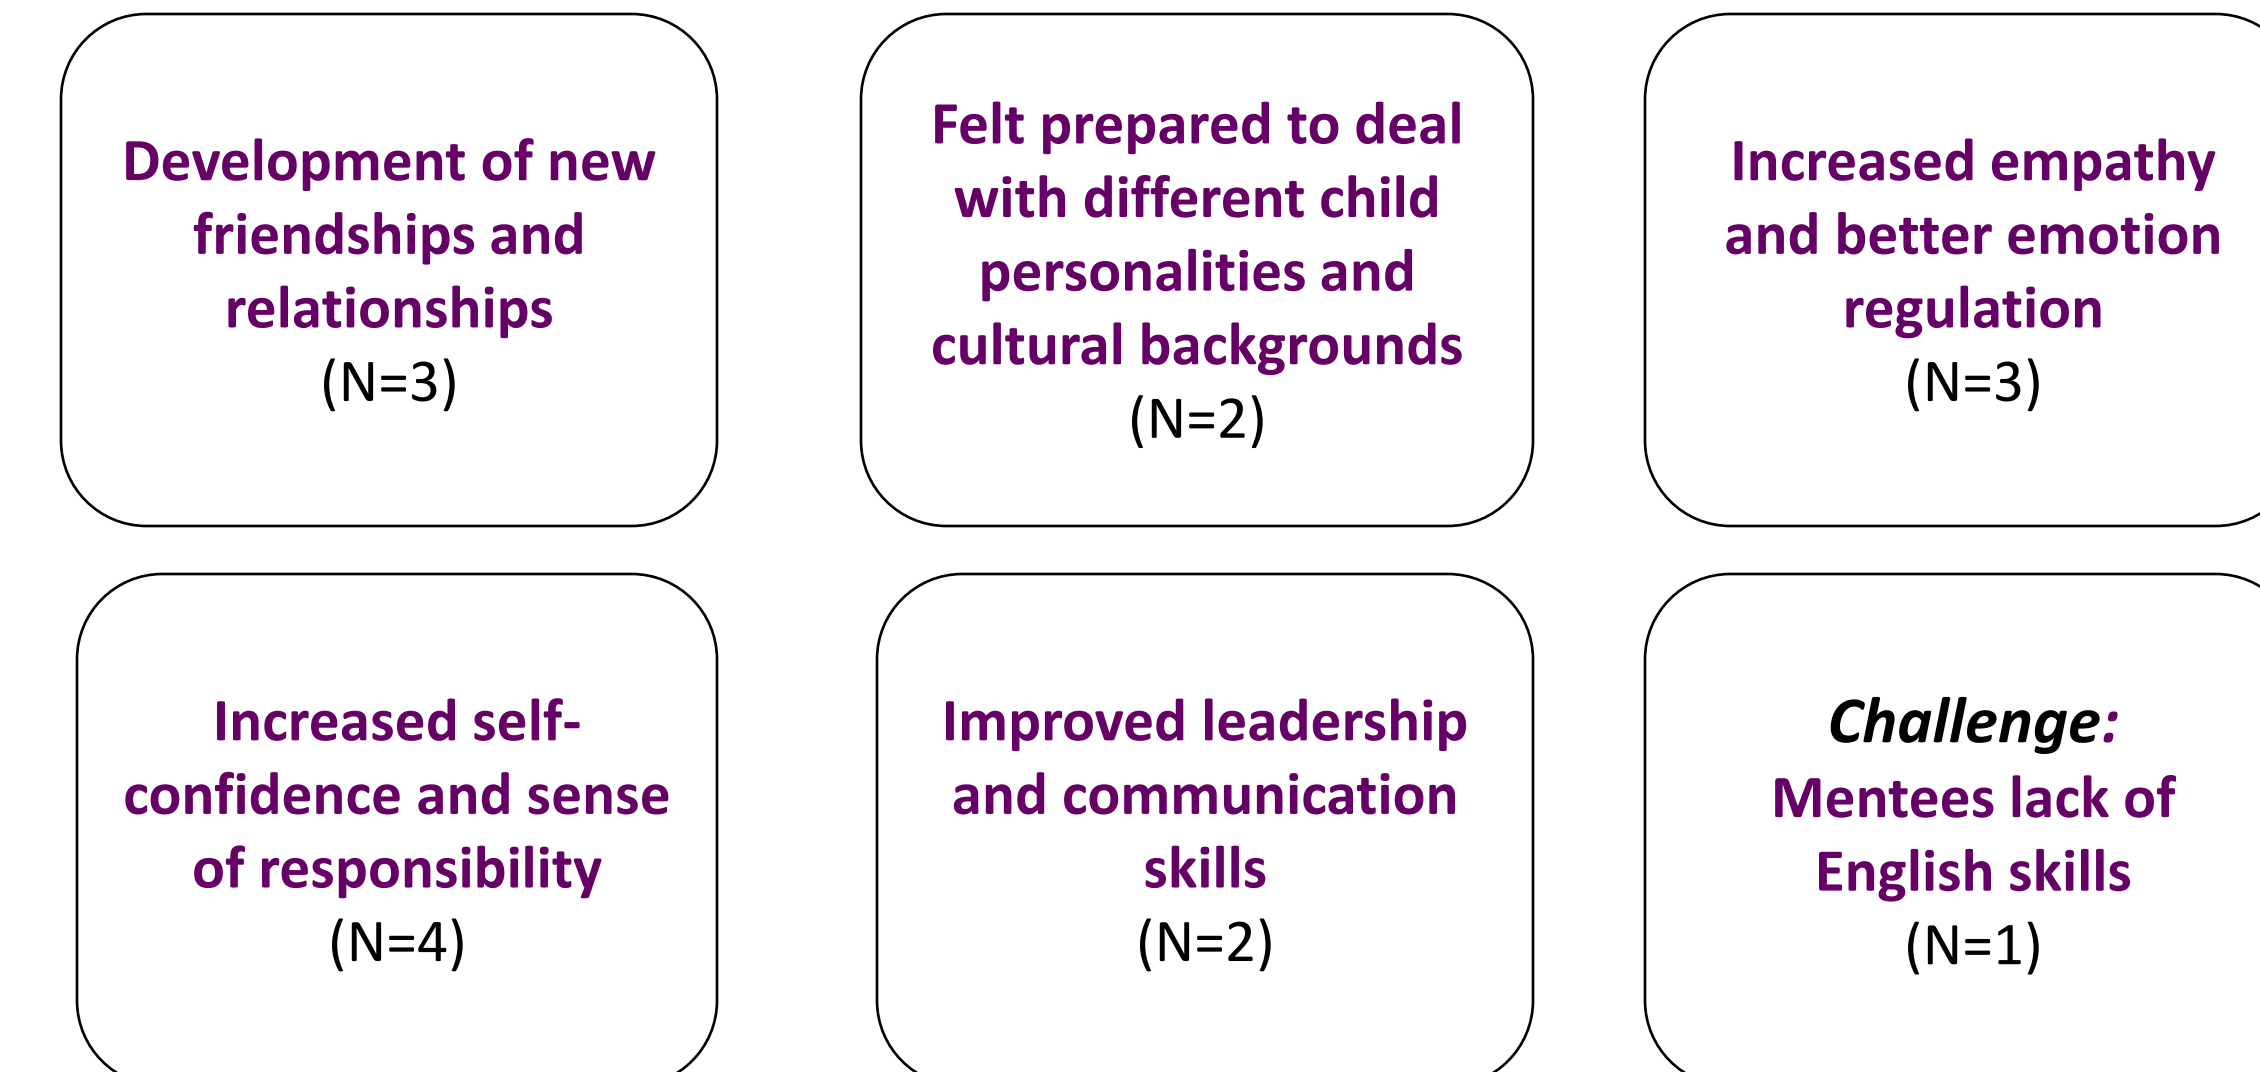 Development of new
friendships and
relationships
(N=3)
Felt prepared to deal
with different child
personalities and
cultural backgrounds
(N=2)
Increased empathy
and better emotion
regulation
(N=3)
Increased self-
confidence and sense
of responsibility
(N=4)
Improved leadership
and communication
skills
(N=2)
Challenge:
Mentees lack of
English skills
(N=1)